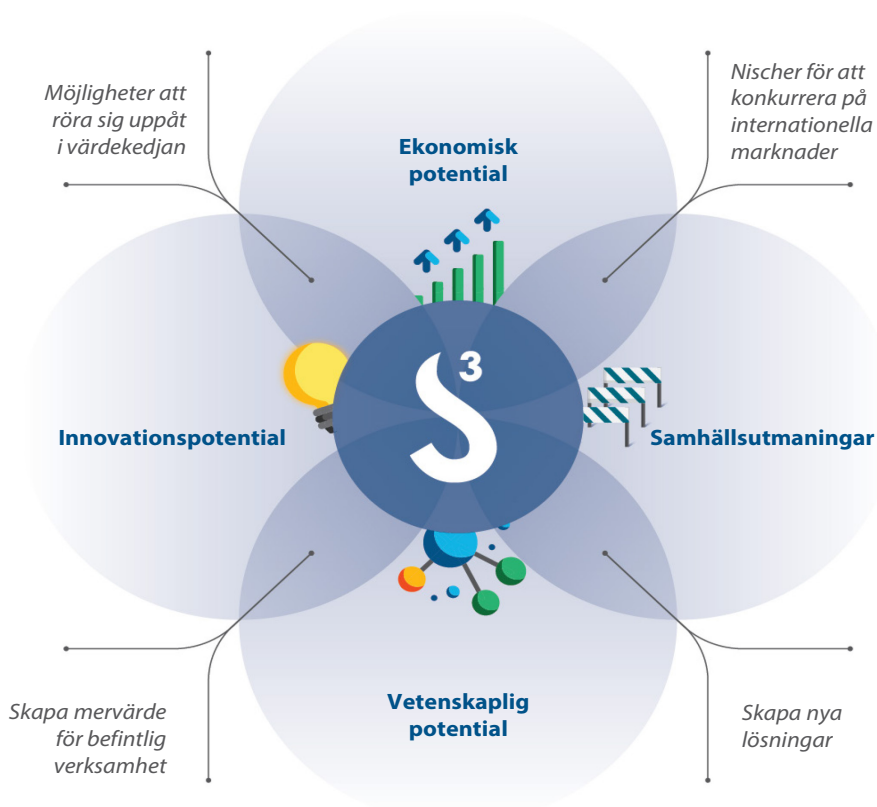 Möjligheter att
röra sig uppåt
i värdekedjan
Nischer för att
konkurrera på
internationella
marknader
Ekonomisk
potential
S³
Innovationspotential
Samhällsutmaningar
Vetenskaplig
potential
Skapa mervärde
för befintlig
verksamhet
Skapa nya
lösningar